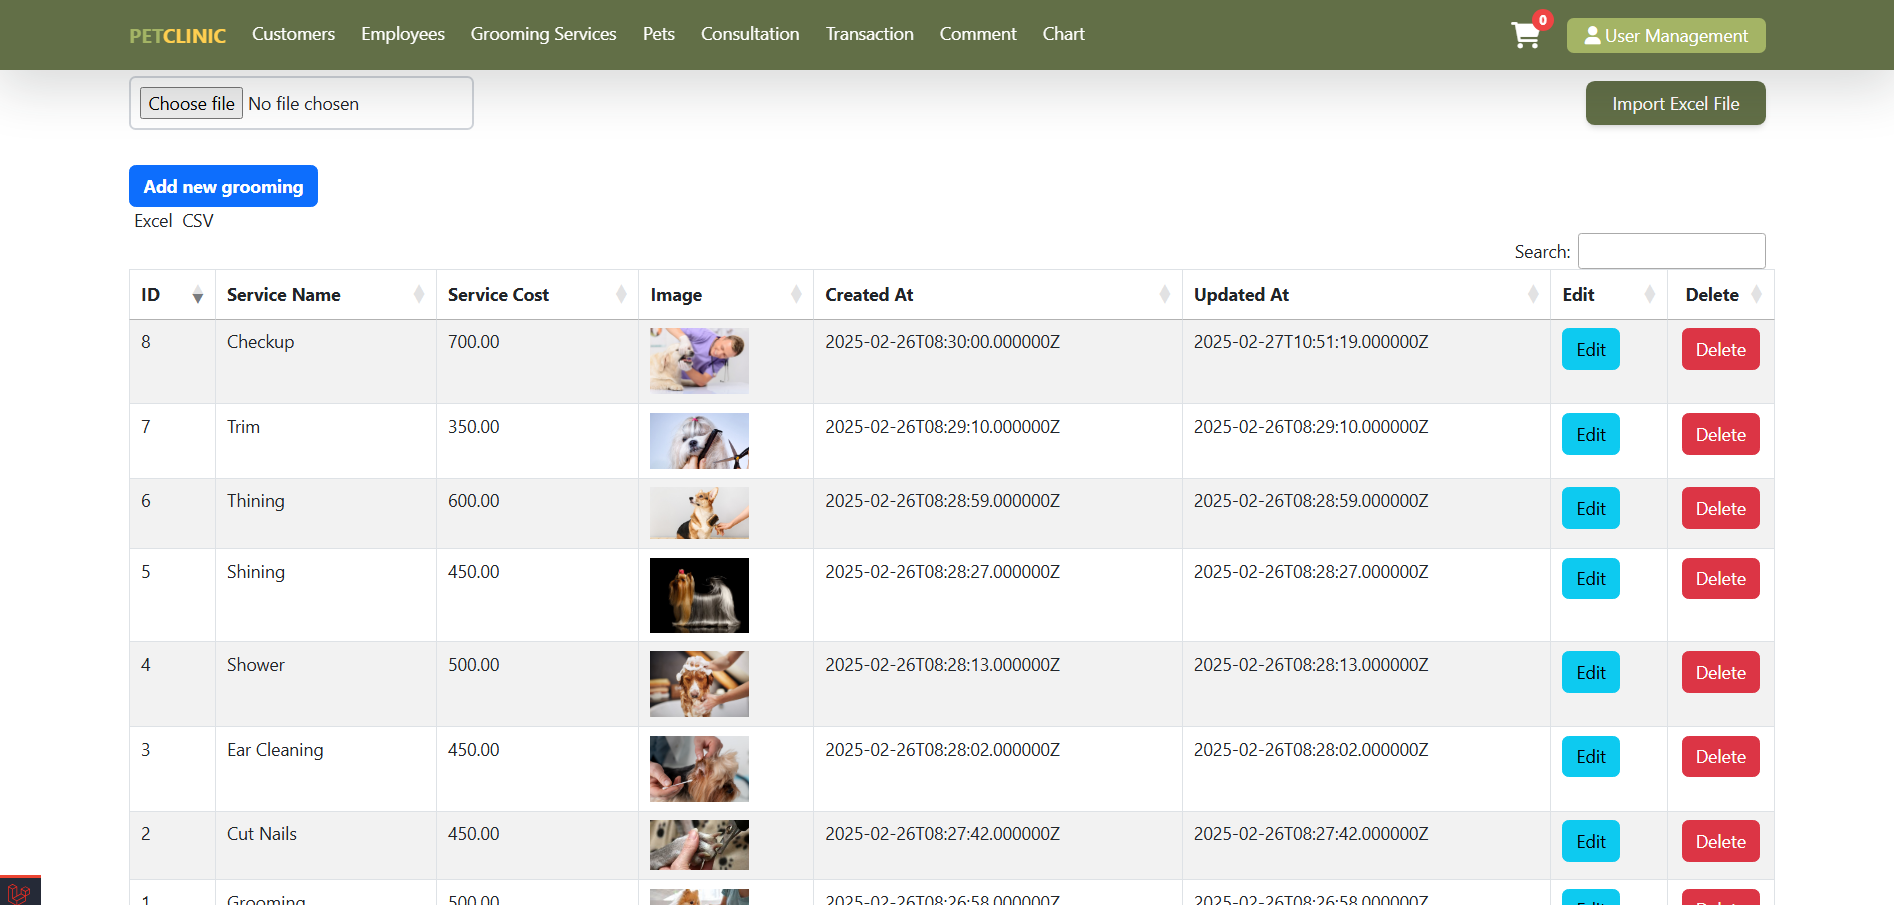 PETCLINIC Customers Employees Grooming Services Pets Consultation Transaction Comment Chart 0 User Management
Choose file No file chosen Import Excel File
Add new grooming
Excel CSV
Search:
ID Service Name Service Cost Image Created At Updated At Edit Delete
8 Checkup 700.00 2025-02-26T08:30:00.000000Z 2025-02-27T10:51:19.000000Z Edit Delete
7 Trim 350.00 2025-02-26T08:29:10.000000Z 2025-02-26T08:29:10.000000Z Edit Delete
6 Thining 600.00 2025-02-26T08:28:59.000000Z 2025-02-26T08:28:59.000000Z Edit Delete
5 Shining 450.00 2025-02-26T08:28:27.000000Z 2025-02-26T08:28:27.000000Z Edit Delete
4 Shower 500.00 2025-02-26T08:28:13.000000Z 2025-02-26T08:28:13.000000Z Edit Delete
3 Ear Cleaning 450.00 2025-02-26T08:28:02.000000Z 2025-02-26T08:28:02.000000Z Edit Delete
2 Cut Nails 450.00 2025-02-26T08:27:42.000000Z 2025-02-26T08:27:42.000000Z Edit Delete
1 Grooming 500.00 2025-02-26T08:26:58.000000Z 2025-02-26T08:26:58.000000Z Edit Delete